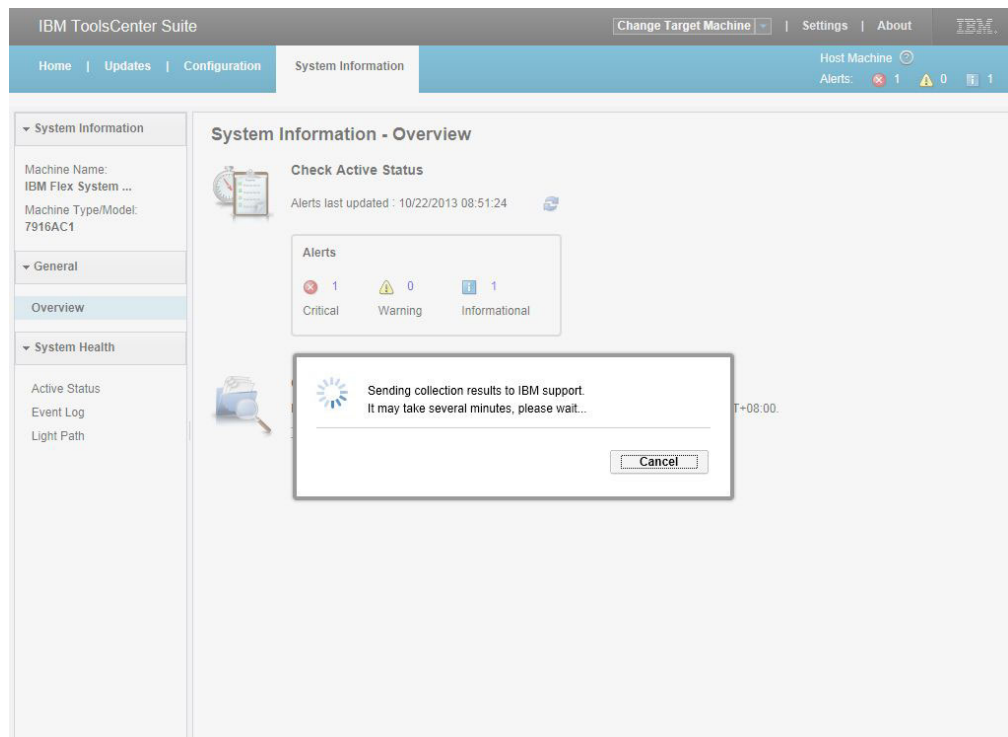 IBM ToolsCenter Suite
Change Target Machine | Settings | About IBM.
Home | Updates | Configuration System Information
Host Machine ?
Alerts: 1 0 1
System Information
Machine Name:
IBM Flex System ...
Machine Type/Model:
7916AC1
General
Overview
System Health
Active Status
Event Log
Light Path
System Information - Overview
Check Active Status
Alerts last updated : 10/22/2013 08:51:24
Alerts
1 0 1
Critical Warning Informational
Sending collection results to IBM support.
It may take several minutes, please wait...
T+08:00.
Cancel